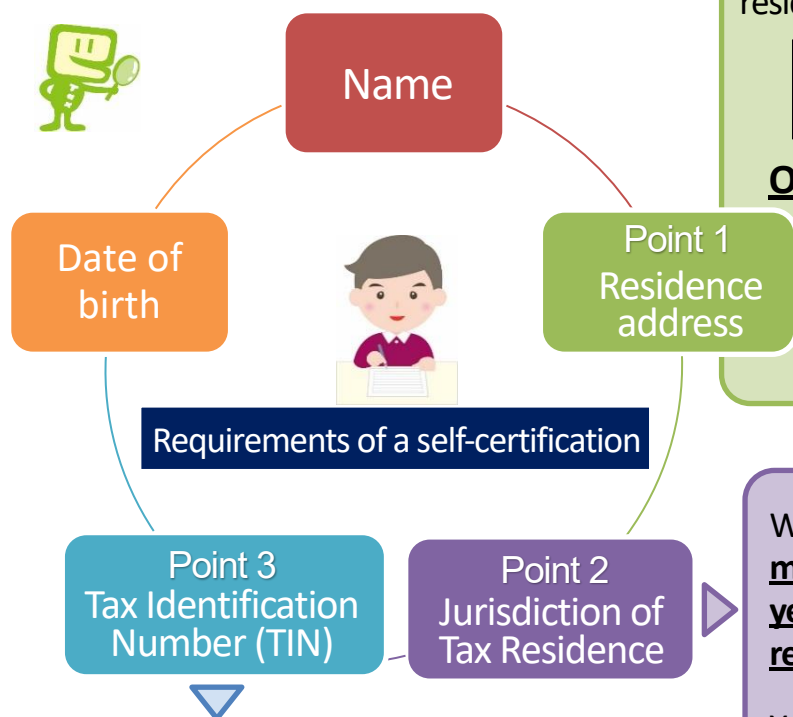 Name
Point 1
Residence
address
Point 2
Jurisdiction of
Tax Residence
Point 3
Tax Identification
Number (TIN)
Date of
birth
Requirements of a self-certification